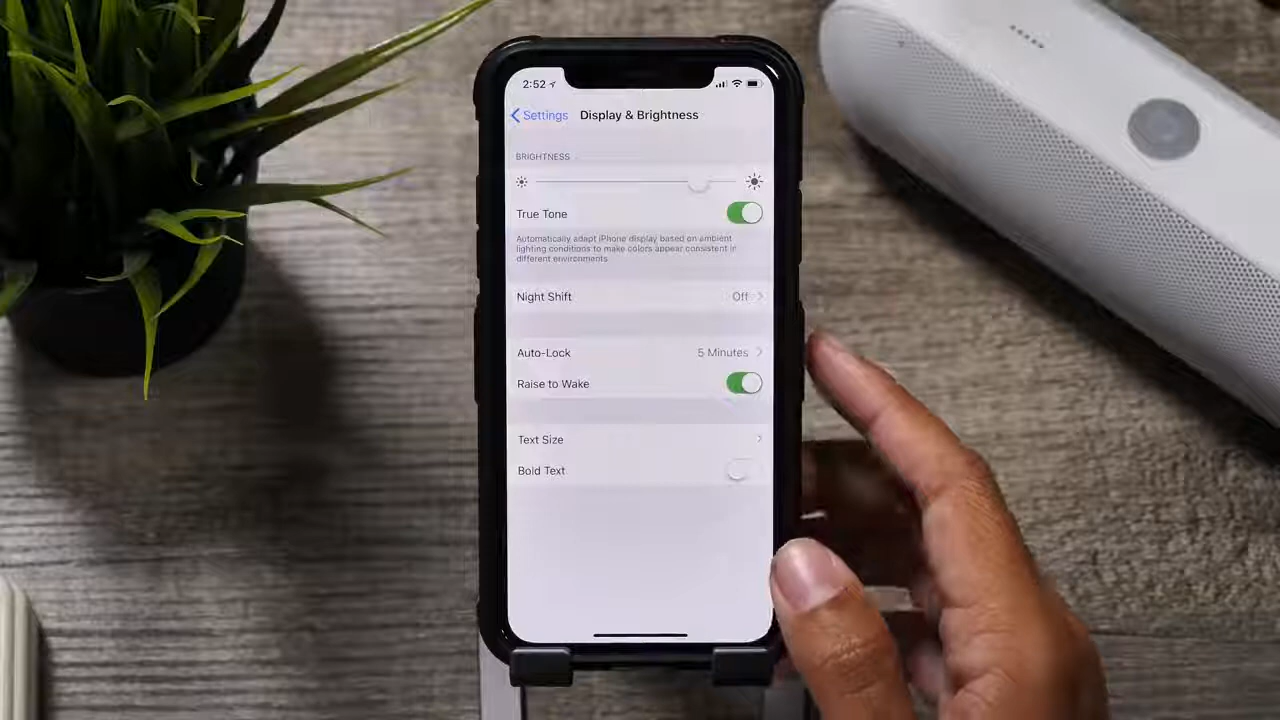 2:52
Settings Display & Brightness
BRIGHTNESS
True Tone
Automatically adapt iPhone display based on ambient
lighting conditions to make colors appear consistent in
different environments
Night Shift Off
Auto-Lock 5 Minutes
Raise to Wake
Text Size
Bold Text